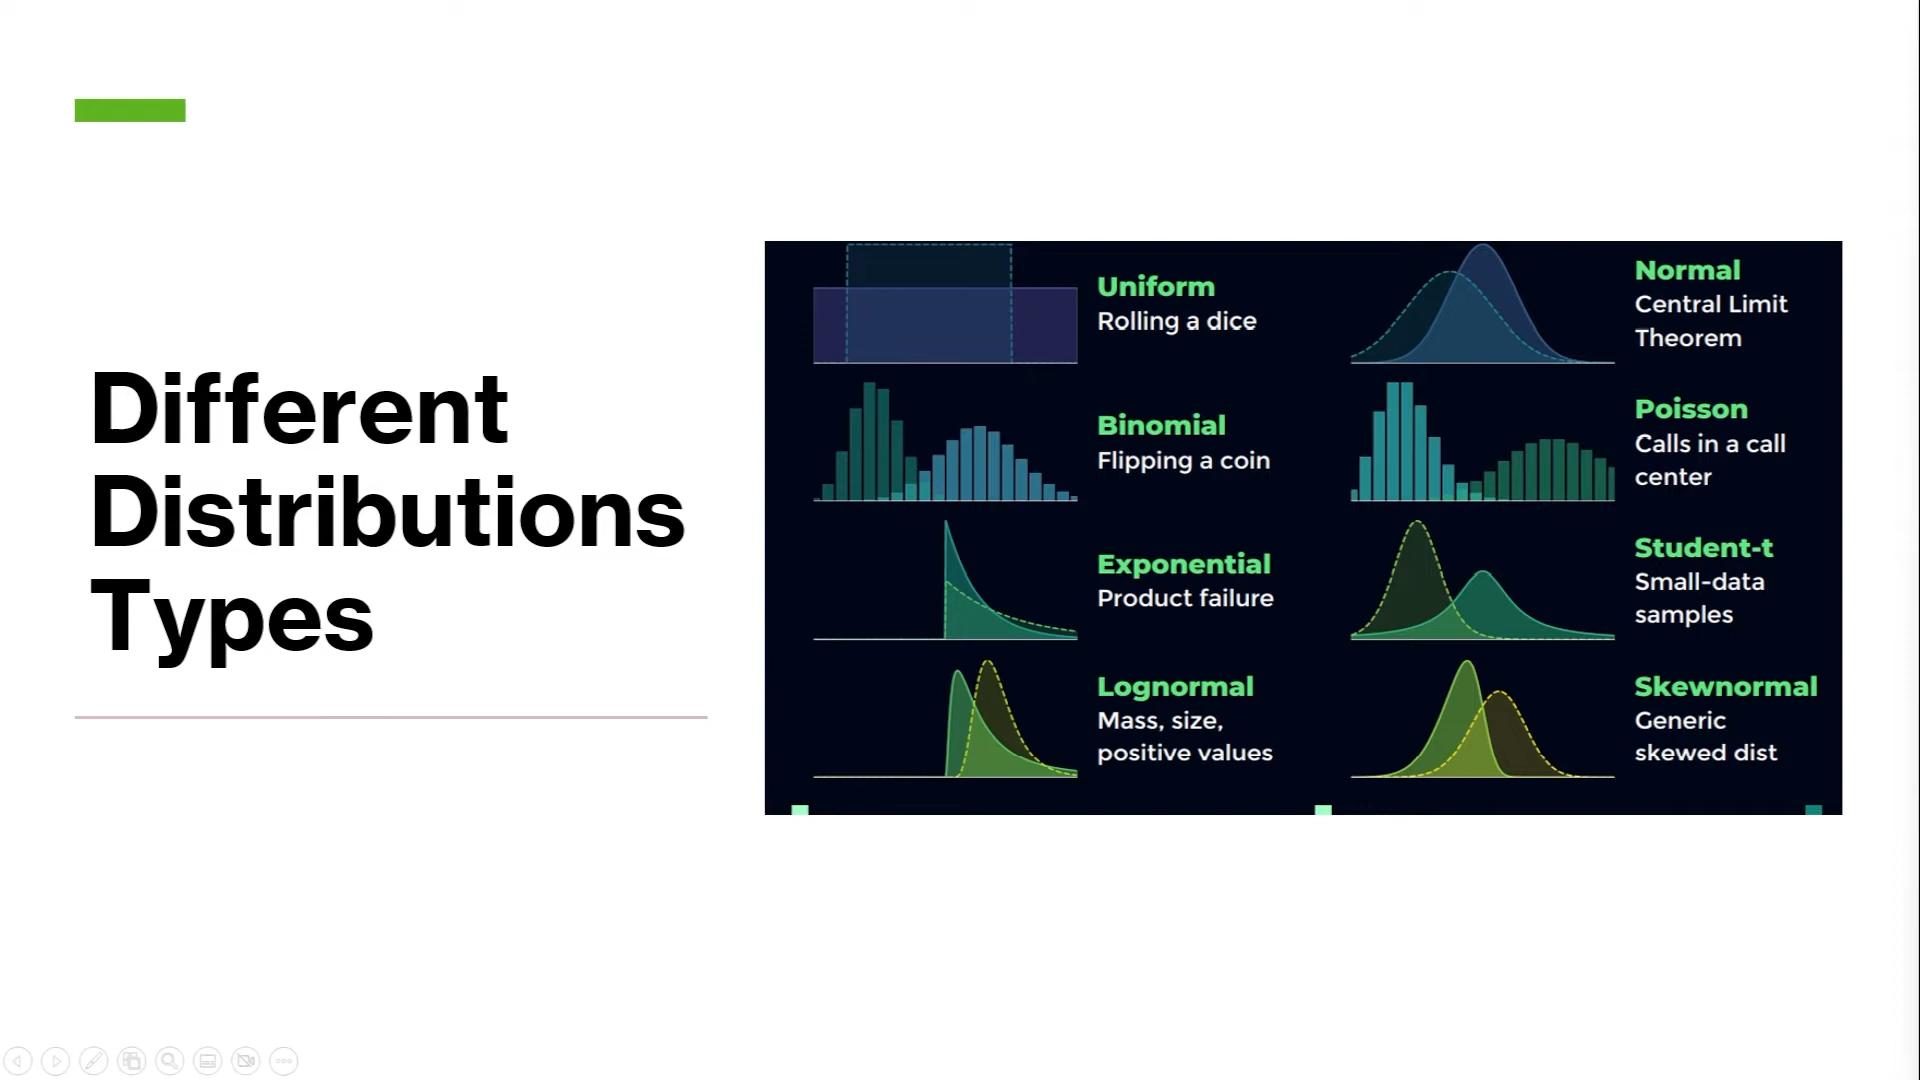 Different
Distributions
Types
Uniform
Rolling a dice
Normal
Central Limit
Theorem
Binomial
Flipping a coin
Poisson
Calls in a call
center
Exponential
Product failure
Student-t
Small-data
samples
Lognormal
Mass, size,
positive values
Skewnormal
Generic
skewed dist